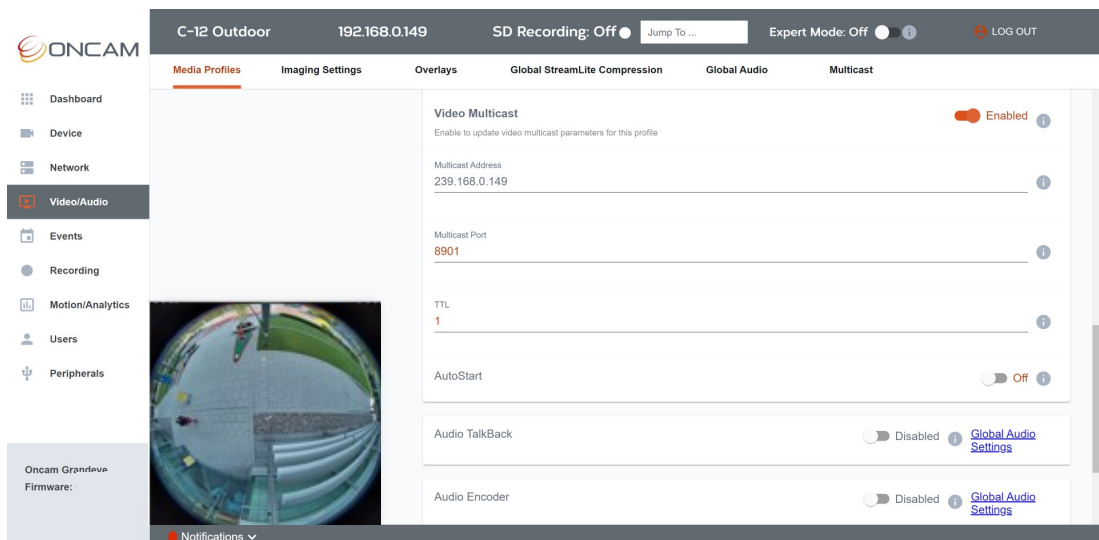 ONCAM
C-12 Outdoor 192.168.0.149 SD Recording: Off Jump To ... Expert Mode: Off i LOG OUT
Media Profiles Imaging Settings Overlays Global StreamLite Compression Global Audio Multicast
Dashboard
Device
Network
Video/Audio
Events
Recording
Motion/Analytics
Users
Peripherals
Oncam Grandeye
Firmware:
Video Multicast Enabled i
Enable to update video multicast parameters for this profile
Multicast Address
239.168.0.149 i
Multicast Port
8901 i
TTL
1 i
AutoStart Off i
Audio TalkBack Disabled i Global Audio
Settings
Audio Encoder Disabled i Global Audio
Settings
Notifications